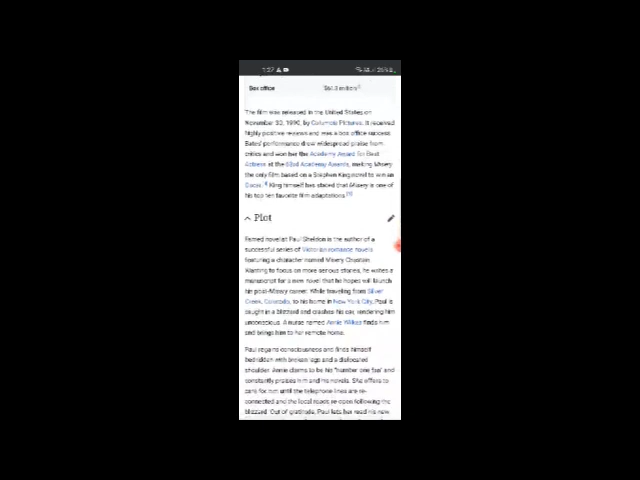 1:37
Box office
$61.3 million
The film was released in the United States on
November 30, 1990, by Columbia Pictures. It received
highly positive reviews and was a box office success.
Bates' performance drew widespread praise from
critics and won her the Academy Award for Best
Actress at the 63rd Academy Awards, making Misery
the only film based on a Stephen King novel to win an
Oscar. King himself has stated that Misery is one of
his top ten favorite film adaptations.
Plot
Famed novelist Paul Sheldon is the author of a
successful series of Victorian romance novels
featuring a character named Misery Chastain.
Wanting to focus on more serious stories, he writes a
manuscript for a new novel that he hopes will launch
his post-Misery career. While traveling from Silver
Creek, Colorado, to his home in New York City, Paul is
caught in a blizzard and crashes his car, rendering him
unconscious. A nurse named Annie Wilkes finds him
and brings him to her remote home.
Paul regains consciousness and finds himself
bedridden with broken legs and a dislocated
shoulder. Annie claims to be his "number one fan" and
constantly praises him and his novels. She offers to
care for him until the telephone lines are re-
connected and the local roads re-open following the
blizzard. Out of gratitude, Paul lets her read his new